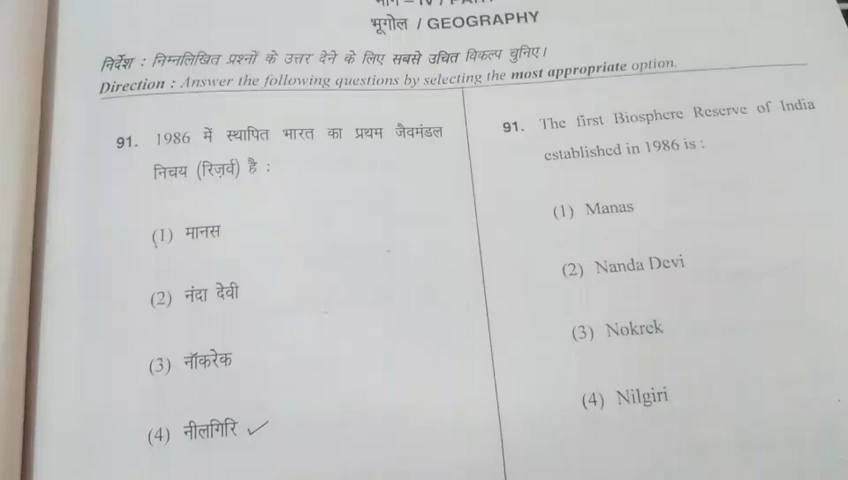 भूगोल / GEOGRAPHY
निर्देश : निम्नलिखित प्रश्नों के उत्तर देने के लिए सबसे उचित विकल्प चुनिए।
Direction : Answer the following questions by selecting the most appropriate option.
91. 1986 में स्थापित भारत का प्रथम जैवमंडल
निचय (रिज़र्व) है :
(1) मानस
(2) नंदा देवी
(3) नॉकरेक
(4) नीलगिरि ✓
91. The first Biosphere Reserve of India
established in 1986 is :
(1) Manas
(2) Nanda Devi
(3) Nokrek
(4) Nilgiri